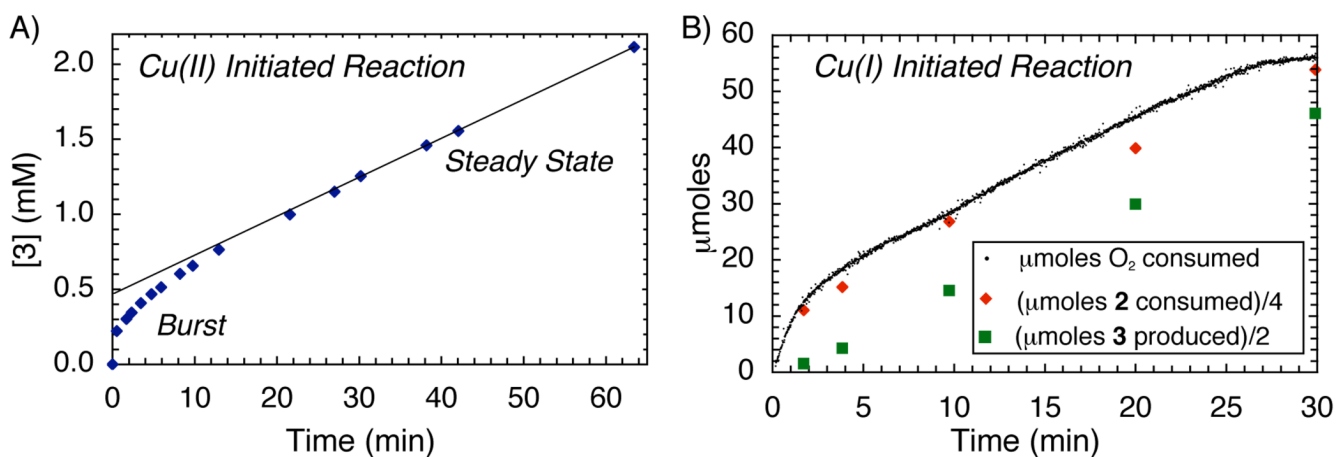 A)
Cu(II) Initiated Reaction
[3] (mM)
2.0
1.5
1.0
0.5
0.0
Steady State
Burst
0 10 20 30 40 50 60
Time (min)
B)
Cu(I) Initiated Reaction
μmoles
60
50
40
30
20
10
0
μmoles O₂ consumed
(μmoles 2 consumed)/4
(μmoles 3 produced)/2
0 5 10 15 20 25 30
Time (min)